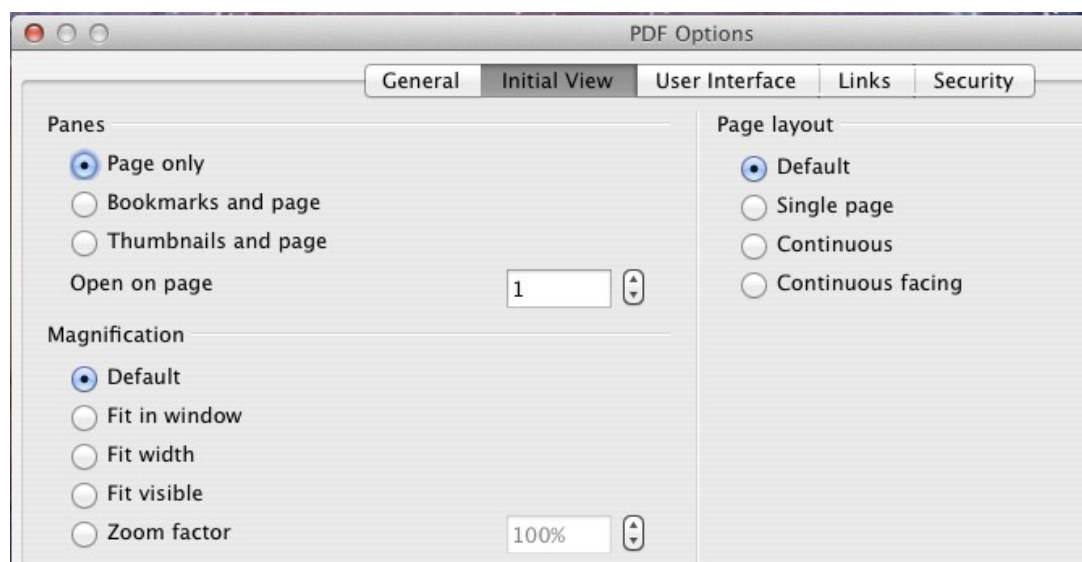 PDF Options
General Initial View User Interface Links Security
Panes
Page only
Bookmarks and page
Thumbnails and page
Open on page 1
Magnification
Default
Fit in window
Fit width
Fit visible
Zoom factor 100%
Page layout
Default
Single page
Continuous
Continuous facing